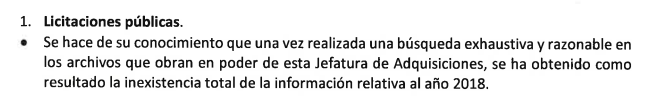 1. Licitaciones públicas.
• Se hace de su conocimiento que una vez realizada una búsqueda exhaustiva y razonable en
los archivos que obran en poder de esta Jefatura de Adquisiciones, se ha obtenido como
resultado la inexistencia total de la información relativa al año 2018.